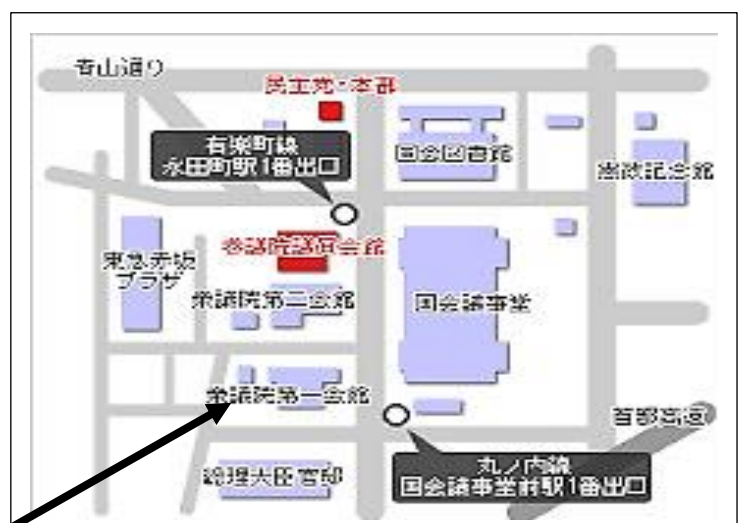 青山通り
民主党・本部
有楽町線
永田町駅1番出口
国会図書館
憲政記念館
参議院議員会館
東急赤坂
プラザ
衆議院第二会館
国会議事堂
衆議院第一会館
首都高速
丸ノ内線
国会議事堂前駅1番出口
総理大臣官邸